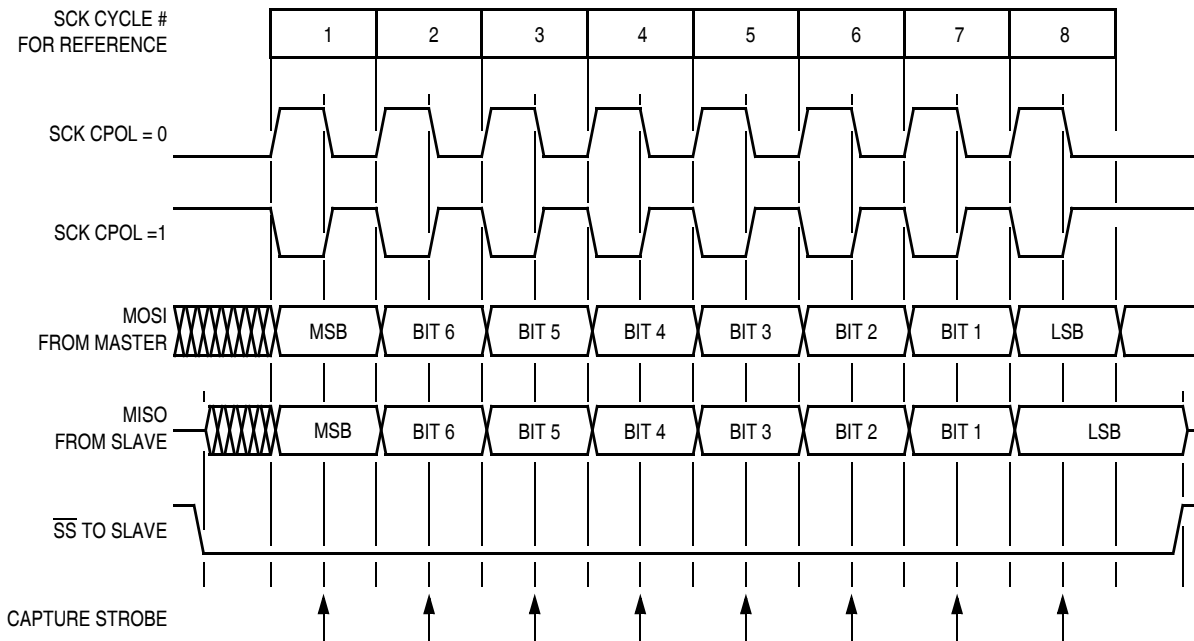 SCK CYCLE #
FOR REFERENCE
1 2 3 4 5 6 7 8
SCK CPOL = 0
SCK CPOL =1
MOSI
FROM MASTER
MSB BIT 6 BIT 5 BIT 4 BIT 3 BIT 2 BIT 1 LSB
MISO
FROM SLAVE
MSB BIT 6 BIT 5 BIT 4 BIT 3 BIT 2 BIT 1 LSB
SS TO SLAVE
CAPTURE STROBE